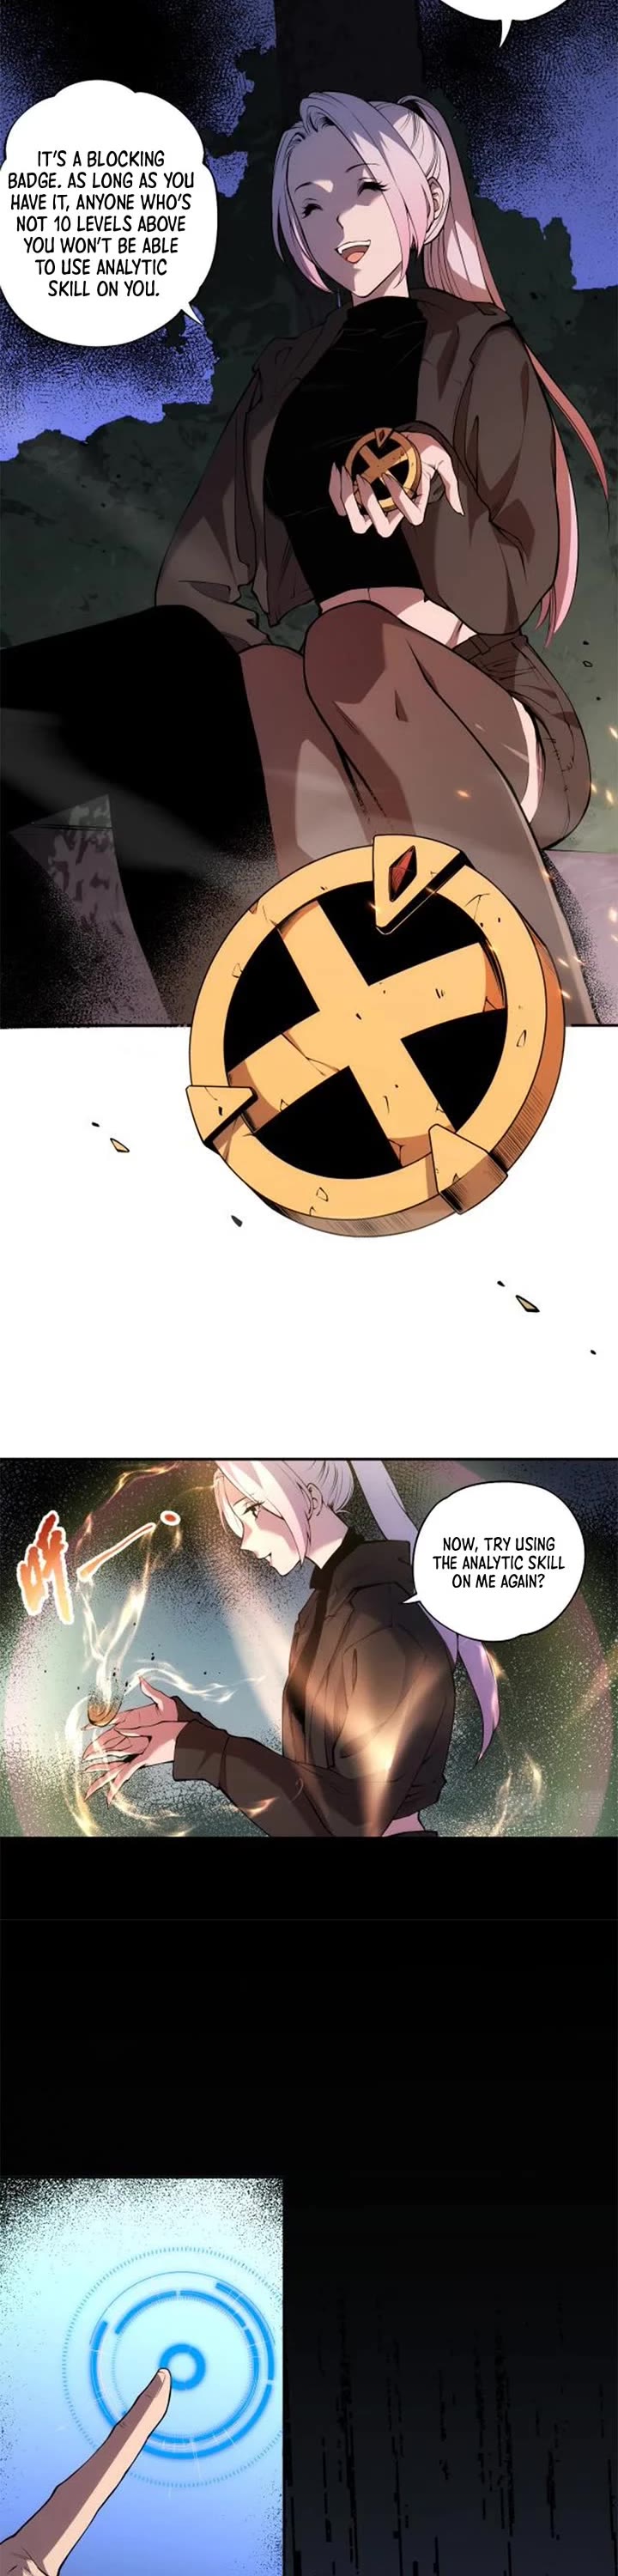 IT'S A BLOCKING
BADGE. AS LONG AS YOU
HAVE IT, ANYONE WHO'S
NOT 10 LEVELS ABOVE
YOU WON'T BE ABLE
TO USE ANALYTIC
SKILL ON YOU.
NOW, TRY USING
THE ANALYTIC SKILL
ON ME AGAIN?